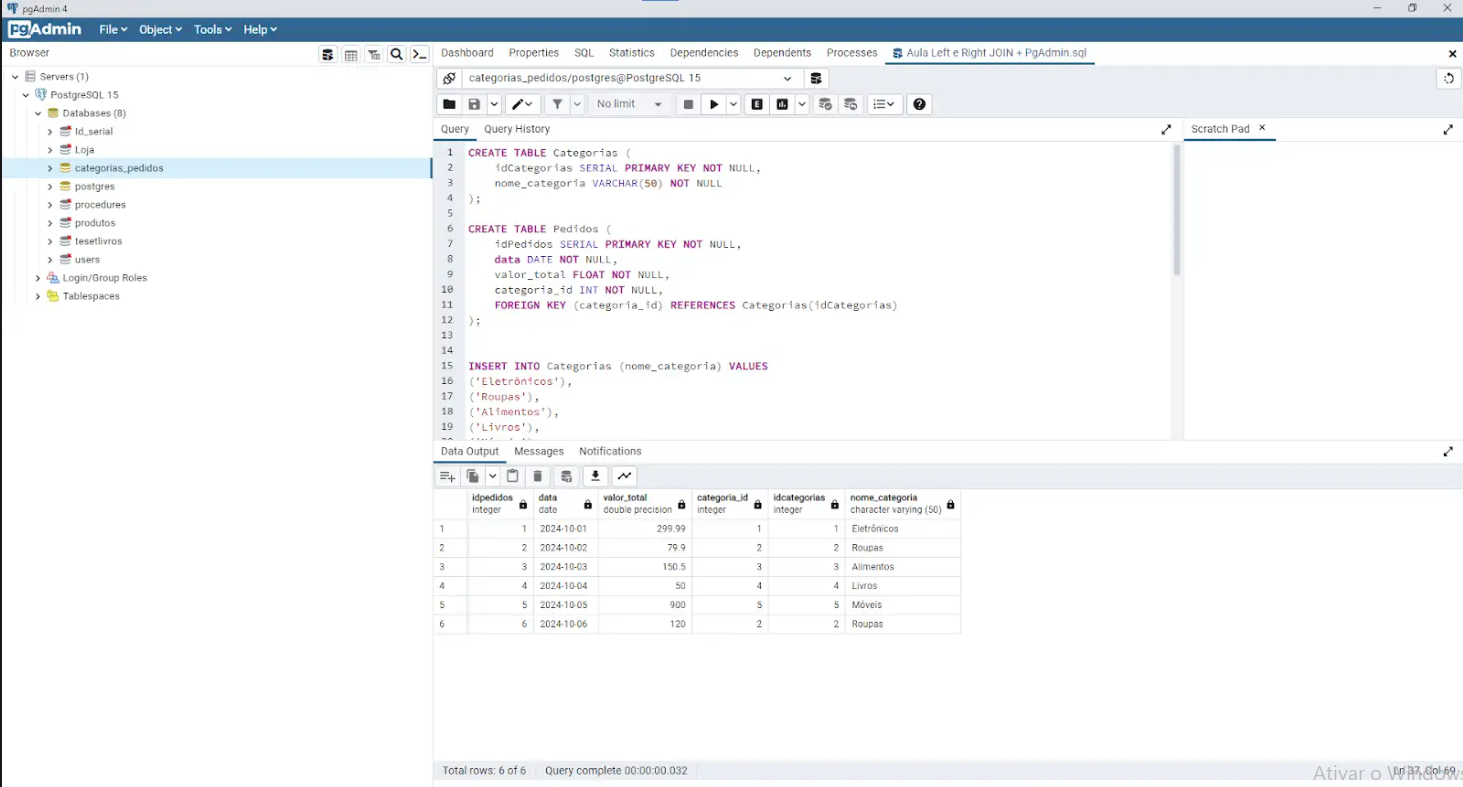 pgAdmin 4
pgAdmin File Object Tools Help
Browser
Servers (1)
PostgreSQL 15
Databases (8)
Id_serial
Loja
categorias_pedidos
postgres
procedures
produtos
tesetlivros
users
Login/Group Roles
Tablespaces
Dashboard Properties SQL Statistics Dependencies Dependents Processes Aula Left e Right JOIN + PgAdmin.sql
categorias_pedidos/postgres@PostgreSQL 15
No limit
E
Query Query History
Scratch Pad
1 CREATE TABLE Categorias (
2 idCategorias SERIAL PRIMARY KEY NOT NULL,
3 nome_categoria VARCHAR(50) NOT NULL
4 );
5
6 CREATE TABLE Pedidos (
7 idPedidos SERIAL PRIMARY KEY NOT NULL,
8 data DATE NOT NULL,
9 valor_total FLOAT NOT NULL,
10 categoria_id INT NOT NULL,
11 FOREIGN KEY (categoria_id) REFERENCES Categorias(idCategorias)
12 );
13
14
15 INSERT INTO Categorias (nome_categoria) VALUES
16 ('Eletrônicos'),
17 ('Roupas'),
18 ('Alimentos'),
19 ('Livros'),
Data Output Messages Notifications
idpedidos data valor_total categoria_id idcategorias nome_categoria
integer date double precision integer integer character varying (50)
1 1 2024-10-01 299.99 1 1 Eletrônicos
2 2 2024-10-02 79.9 2 2 Roupas
3 3 2024-10-03 150.5 3 3 Alimentos
4 4 2024-10-04 50 4 4 Livros
5 5 2024-10-05 900 5 5 Móveis
6 6 2024-10-06 120 2 2 Roupas
Total rows: 6 of 6 Query complete 00:00:00.032 Ln 37, Col 69
Ativar o Windows